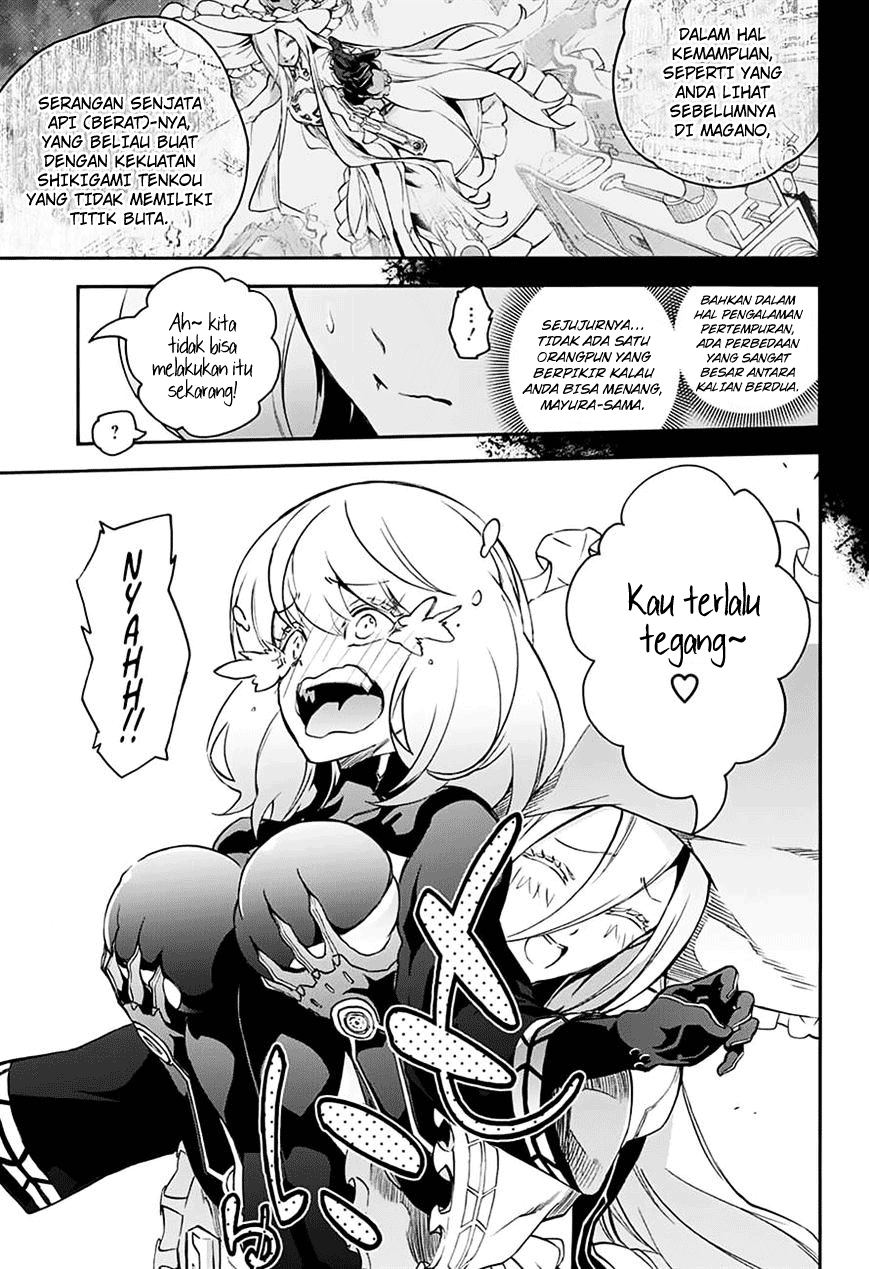 DALAM HAL
KEMAMPUAN,
SEPERTI YANG
ANDA LIHAT
SEBELUMNYA
DI MAGANO,
SERANGAN SENJATA
API (BERAT)-NYA,
YANG BELIAU BUAT
DENGAN KEKUATAN
SHIKIGAMI TENKOU
YANG TIDAK MEMILIKI
TITIK BUTA.
BAHKAN DALAM
HAL PENGALAMAN
PERTEMPURAN,
ADA PERBEDAAN
YANG SANGAT
BESAR ANTARA
KALIAN BERDUA.
SEJUJURNYA...
TIDAK ADA SATU
ORANGPUN YANG
BERPIKIR KALAU
ANDA BISA MENANG,
MAYURA-SAMA.
...!
Ah~ kita
tidak bisa
melakukan itu
sekarang!
?
Kau terlalu
tegang~
♡
NYAHH!!